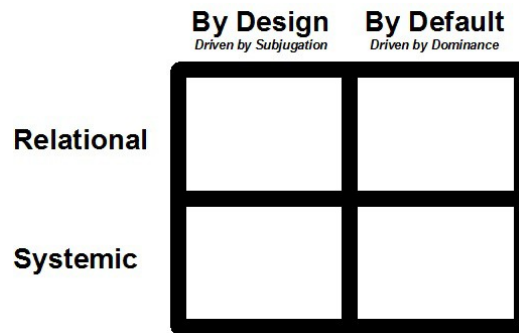 By Design By Default
Driven by Subjugation Driven by Dominance
Relational
Systemic